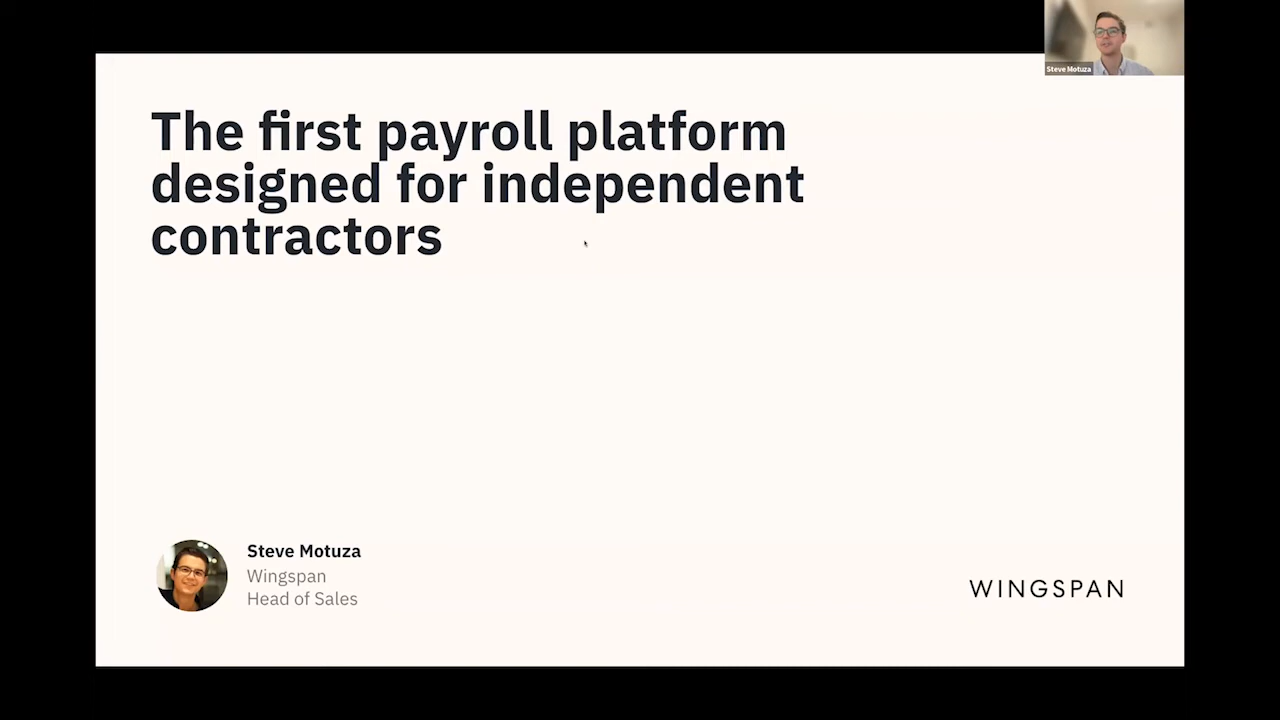 Steve Motuza
The first payroll platform
designed for independent
contractors
Steve Motuza
Wingspan
Head of Sales
WINGSPAN